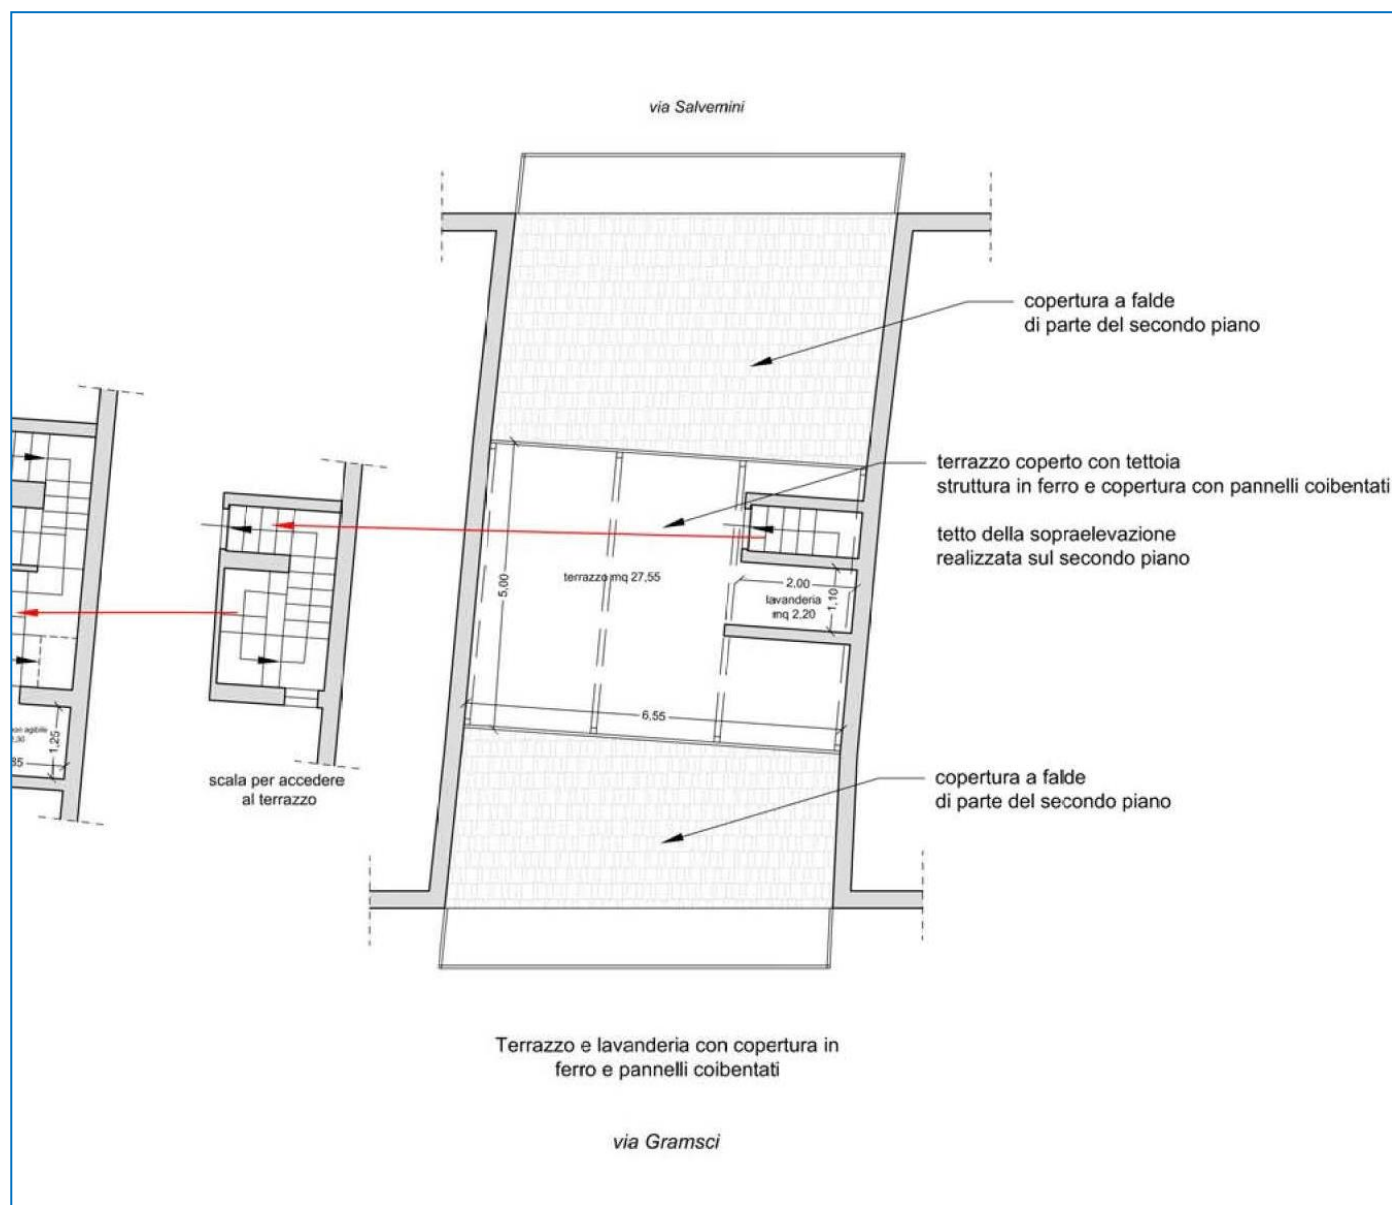 via Salvemini
copertura a falde
di parte del secondo piano
terrazzo coperto con tettoia
struttura in ferro e copertura con pannelli coibentati
tetto della sopraelevazione
realizzata sul secondo piano
terrazzo mq 27,55
5,00
2,00
lavanderia
mq 2,20
1,10
6,55
agibile
1,25
scala per accedere
al terrazzo
copertura a falde
di parte del secondo piano
Terrazzo e lavanderia con copertura in
ferro e pannelli coibentati
via Gramsci